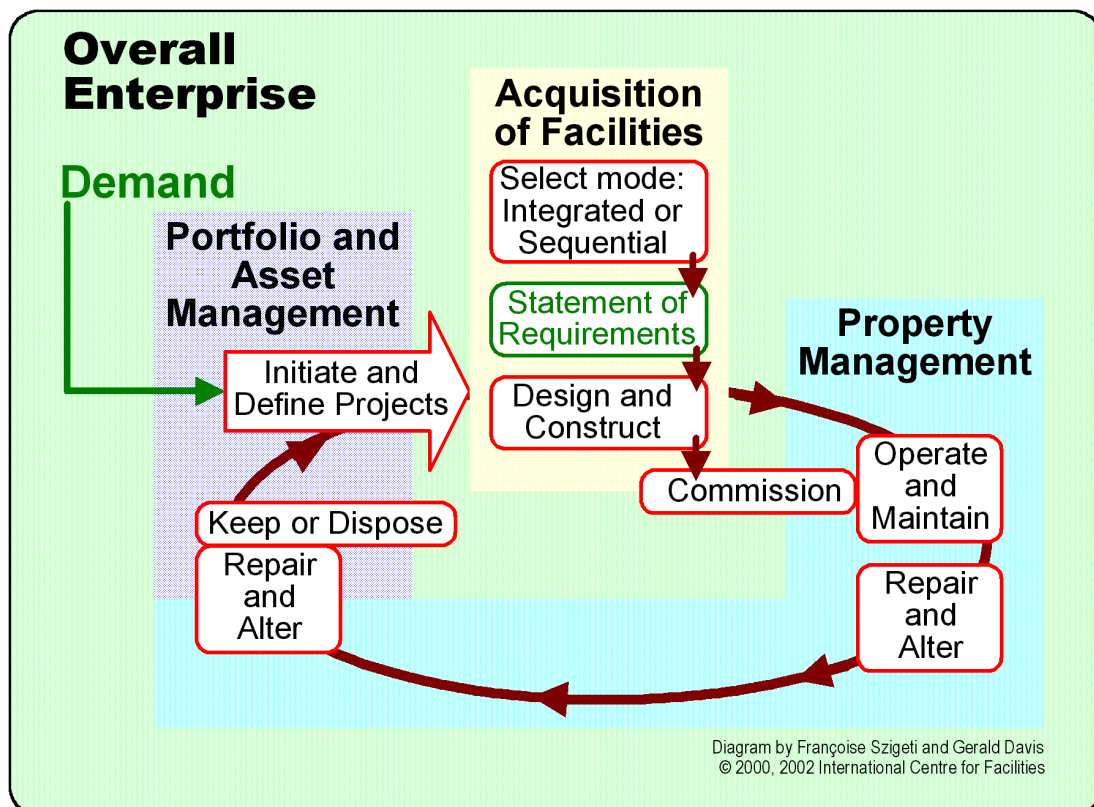 Overall
Enterprise
Demand
Portfolio and
Asset
Management
Initiate and
Define Projects
Keep or Dispose
Repair
and
Alter
Acquisition
of Facilities
Select mode:
Integrated or
Sequential
Statement of
Requirements
Design and
Construct
Commission
Property
Management
Operate
and
Maintain
Repair
and
Alter
Diagram by Françoise Szigeti and Gerald Davis
© 2000, 2002 International Centre for Facilities